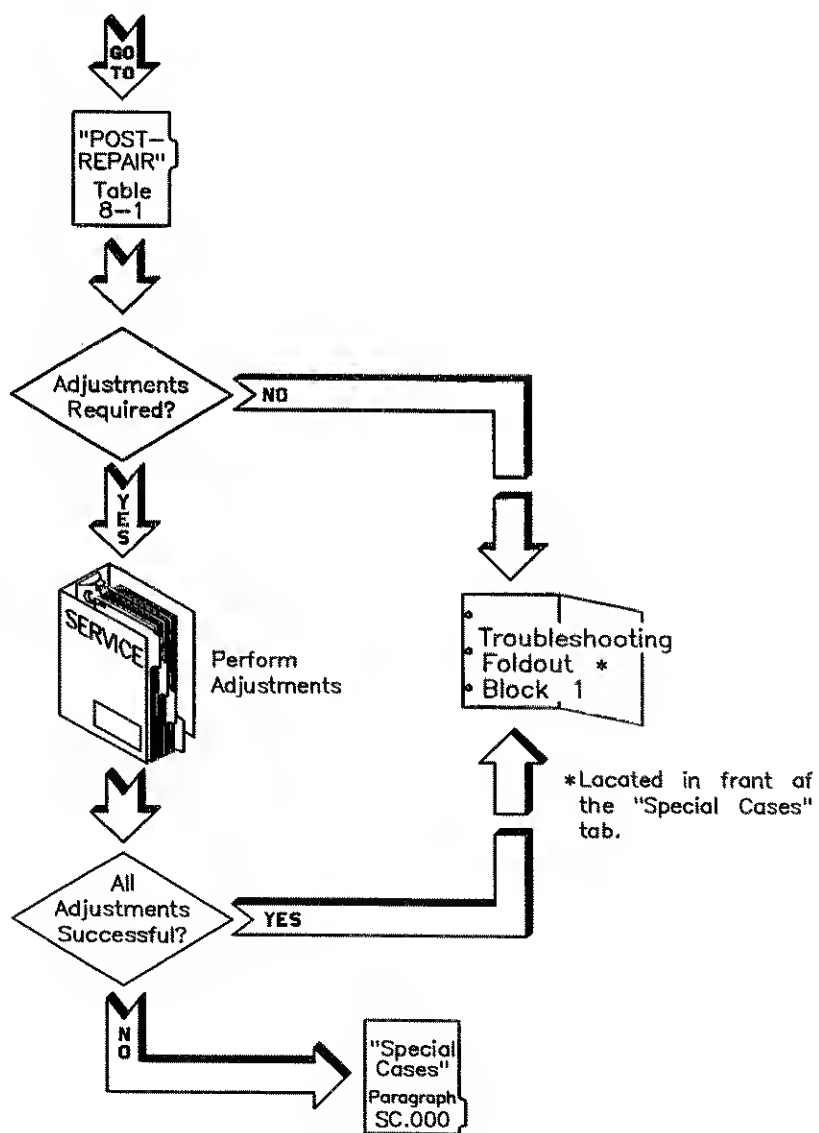 GO
TO
"POST–
REPAIR"
Table
8–1
Adjustments
Required?
NO
YES
SERVICE
Perform
Adjustments
Troubleshooting
Foldout *
Block 1
*Lacated in frant af
the "Special Cases"
tab.
All
Adjustments
Successful?
YES
NO
"Special
Cases"
Paragraph
SC.000